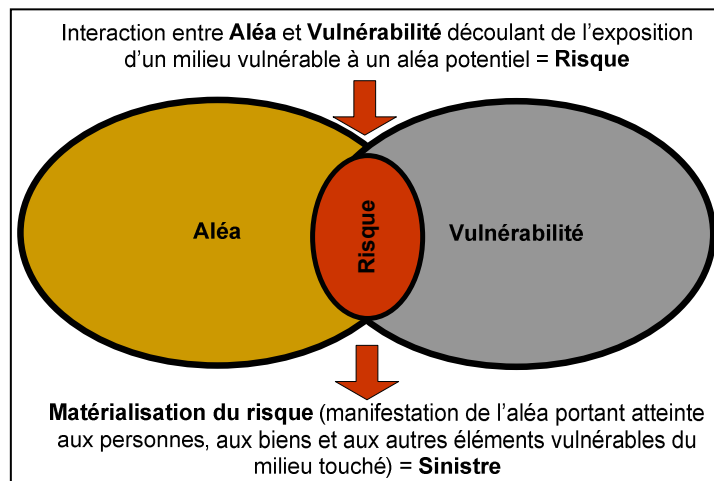 Interaction entre Aléa et Vulnérabilité découlant de l'exposition
d'un milieu vulnérable à un aléa potentiel = Risque
Aléa
Risque
Vulnérabilité
Matérialisation du risque (manifestation de l'aléa portant atteinte
aux personnes, aux biens et aux autres éléments vulnérables du
milieu touché) = Sinistre